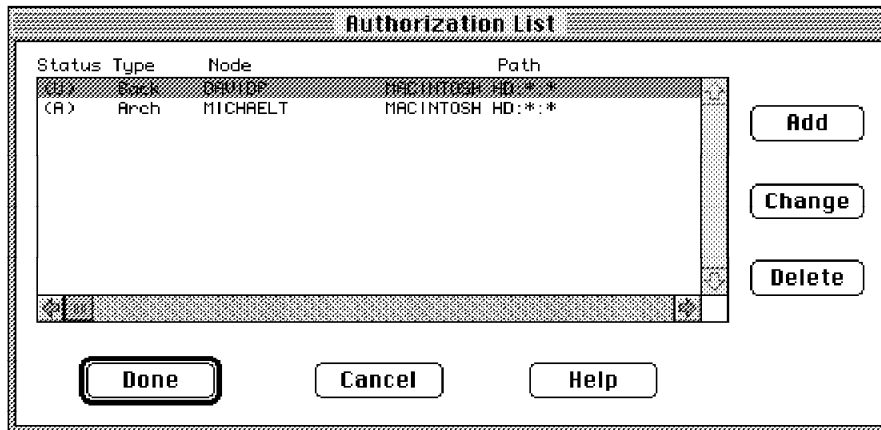 Authorization List
Status Type Node Path
(U) Back DAVIDP MACINTOSH HD:*:*
(A) Arch MICHAELT MACINTOSH HD:*:*
Add
Change
Delete
Done Cancel Help